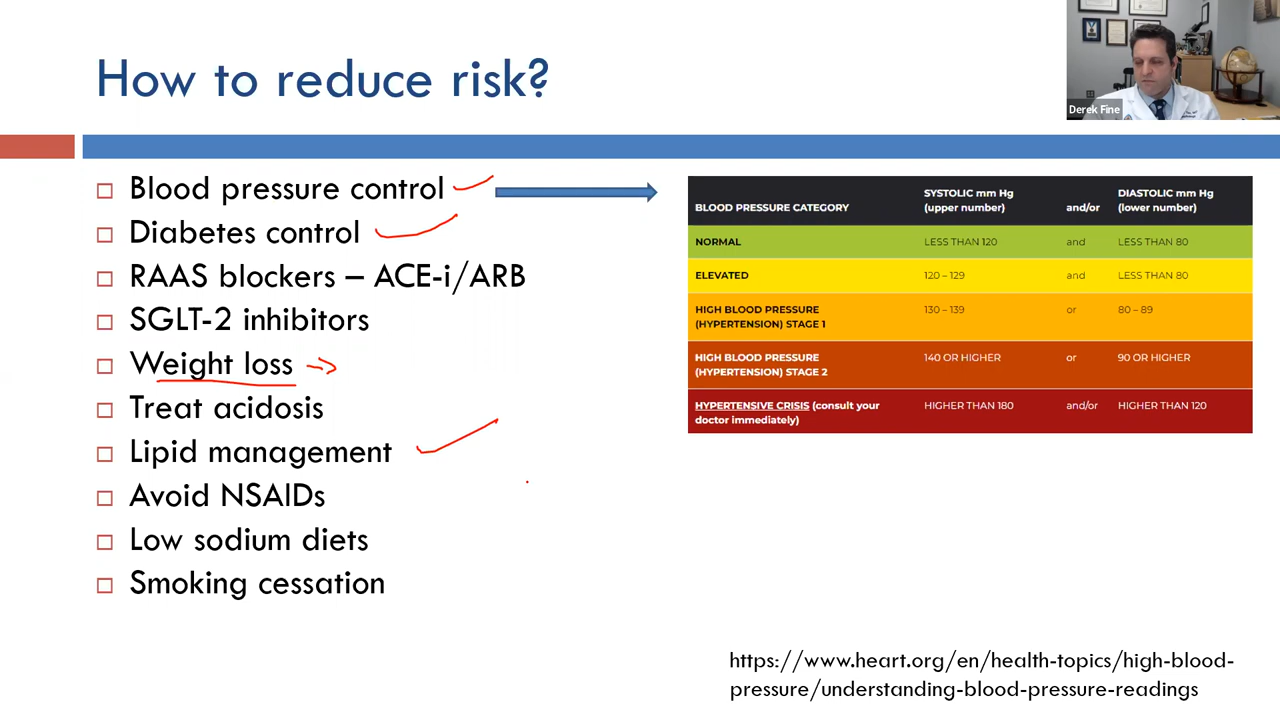 How to reduce risk?
Derek Fine
Blood pressure control
Diabetes control
RAAS blockers – ACE-i/ARB
SGLT-2 inhibitors
Weight loss
Treat acidosis
Lipid management
Avoid NSAIDs
Low sodium diets
Smoking cessation
BLOOD PRESSURE CATEGORY SYSTOLIC mm Hg (upper number) and/or DIASTOLIC mm Hg (lower number)
NORMAL LESS THAN 120 and LESS THAN 80
ELEVATED 120 – 129 and LESS THAN 80
HIGH BLOOD PRESSURE
(HYPERTENSION) STAGE 1 130 – 139 or 80 – 89
HIGH BLOOD PRESSURE
(HYPERTENSION) STAGE 2 140 OR HIGHER or 90 OR HIGHER
HYPERTENSIVE CRISIS (consult your
doctor immediately) HIGHER THAN 180 and/or HIGHER THAN 120
https://www.heart.org/en/health-topics/high-blood-
pressure/understanding-blood-pressure-readings